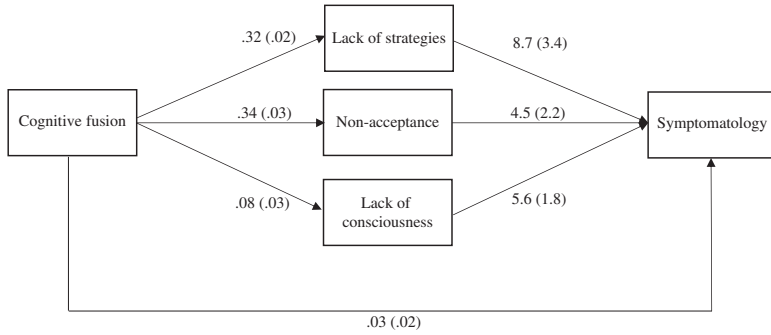 Lack of strategies
.32 (.02)
8.7 (3.4)
Cognitive fusion
.34 (.03)
Non-acceptance
4.5 (2.2)
Symptomatology
.08 (.03)
Lack of
consciousness
5.6 (1.8)
.03 (.02)